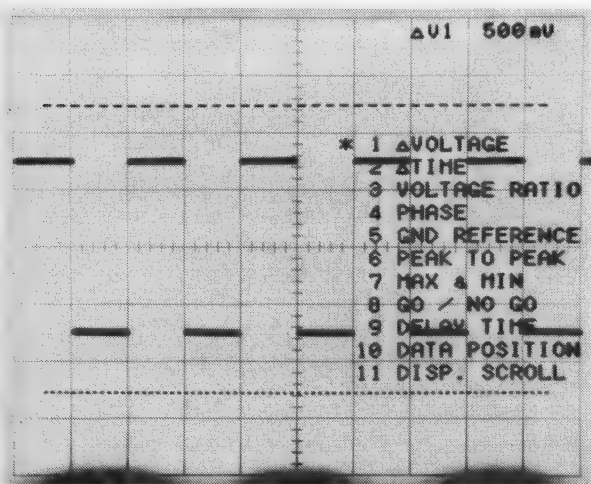 ΔV1 500mV
* 1 ΔVOLTAGE
2 ΔTIME
3 VOLTAGE RATIO
4 PHASE
5 GND REFERENCE
6 PEAK TO PEAK
7 MAX & MIN
8 GO / NO GO
9 DELAY TIME
10 DATA POSITION
11 DISP. SCROLL